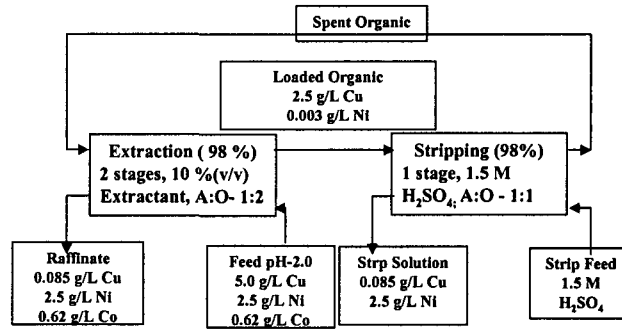 Spent Organic
Loaded Organic
2.5 g/L Cu
0.003 g/L Ni
Extraction ( 98 %)
2 stages, 10 %(v/v)
Extractant, A:O- 1:2
Stripping (98%)
1 stage, 1.5 M
H₂SO₄; A:O - 1:1
Raffinate
0.085 g/L Cu
2.5 g/L Ni
0.62 g/L Co
Feed pH-2.0
5.0 g/L Cu
2.5 g/L Ni
0.62 g/L Co
Strp Solution
0.085 g/L Cu
2.5 g/L Ni
Strip Feed
1.5 M
H₂SO₄